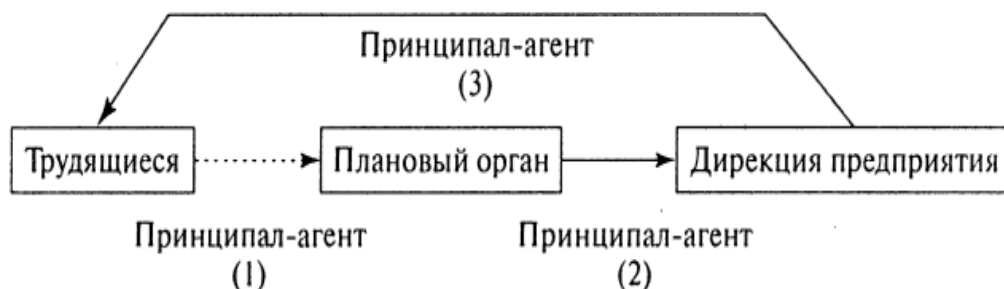 Принципал-агент
(3)
Трудящиеся
Плановый орган
Дирекция предприятия
Принципал-агент
(1)
Принципал-агент
(2)